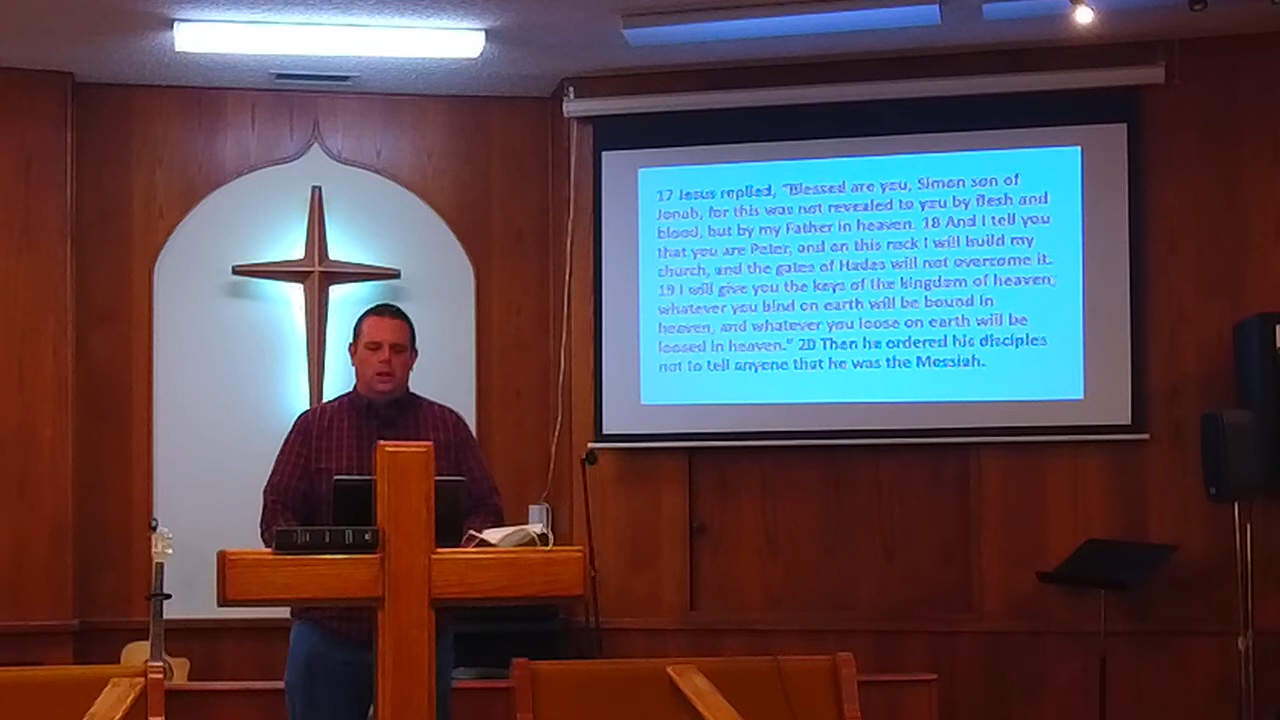 17 Jesus replied, "Blessed are you, Simon son of
Jonah, for this was not revealed to you by flesh and
blood, but by my Father in heaven. 18 And I tell you
that you are Peter, and on this rock I will build my
church, and the gates of Hades will not overcome it.
19 I will give you the keys of the kingdom of heaven;
whatever you bind on earth will be bound in
heaven, and whatever you loose on earth will be
loosed in heaven." 20 Then he ordered his disciples
not to tell anyone that he was the Messiah.